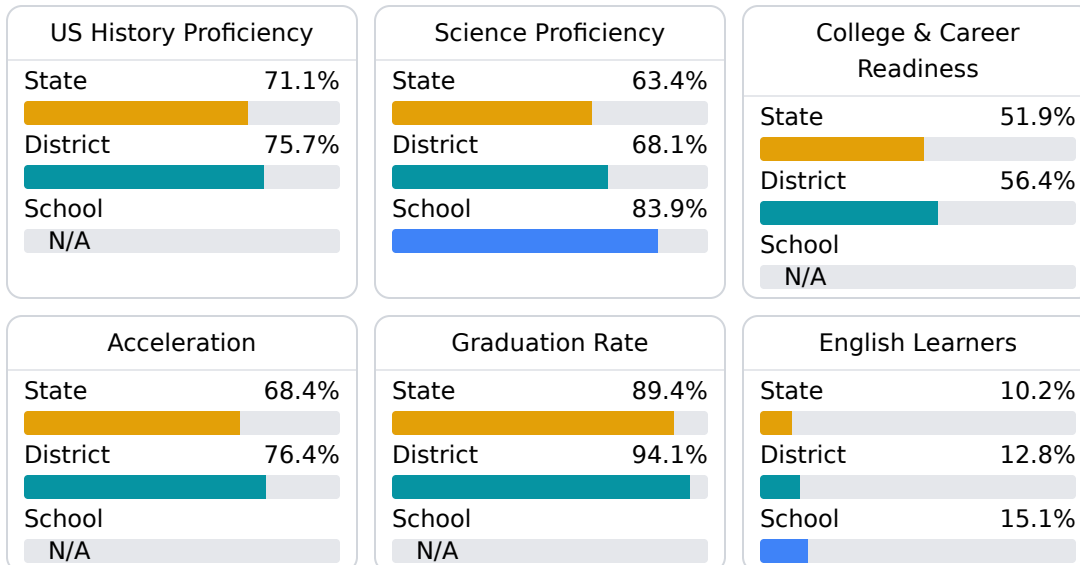 US History Proficiency
State 71.1%
District 75.7%
School
N/A
Science Proficiency
State 63.4%
District 68.1%
School 83.9%
College & Career
Readiness
State 51.9%
District 56.4%
School
N/A
Acceleration
State 68.4%
District 76.4%
School
N/A
Graduation Rate
State 89.4%
District 94.1%
School
N/A
English Learners
State 10.2%
District 12.8%
School 15.1%